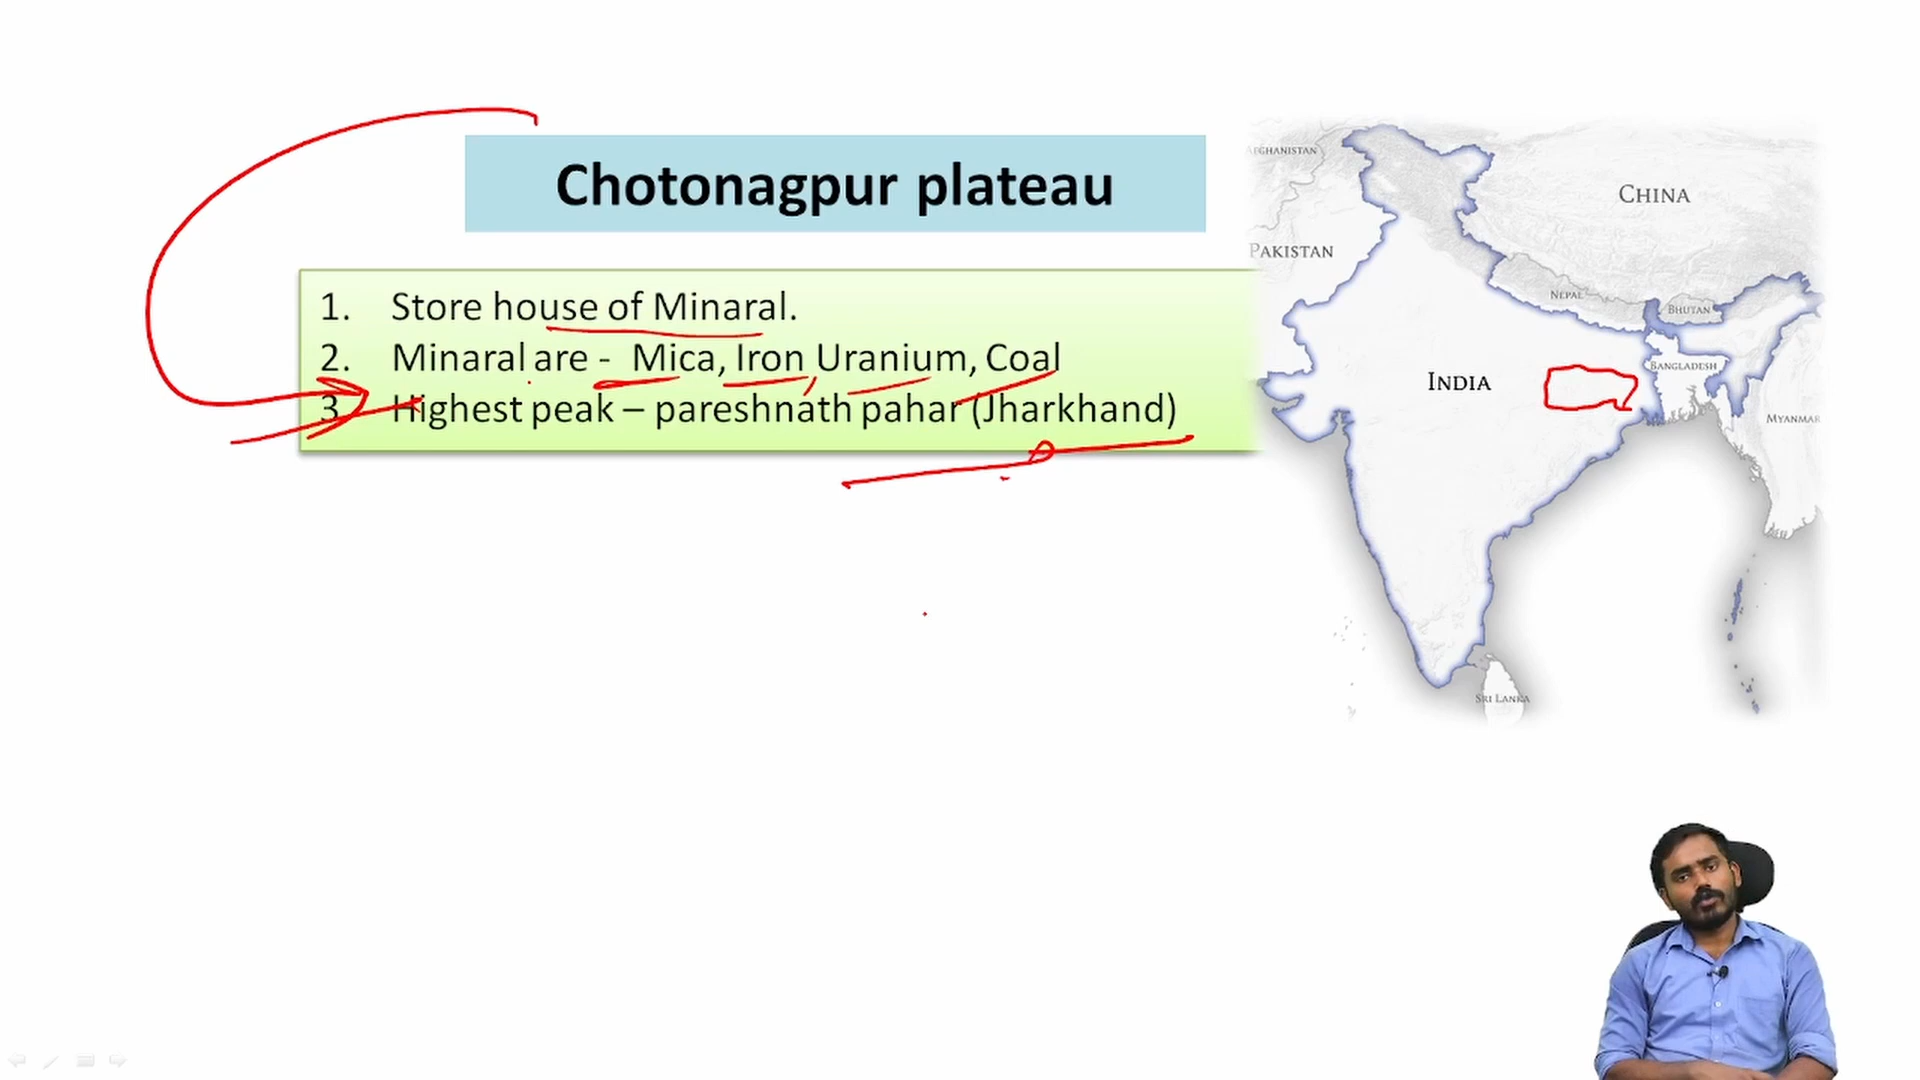 Chotonagpur plateau
1. Store house of Minaral.
2. Minaral are - Mica, Iron Uranium, Coal
3. Highest peak – pareshnath pahar (Jharkhand)
AFGHANISTAN
PAKISTAN
CHINA
NEPAL
BHUTAN
INDIA
BANGLADESH
MYANMAR
SRI LANKA